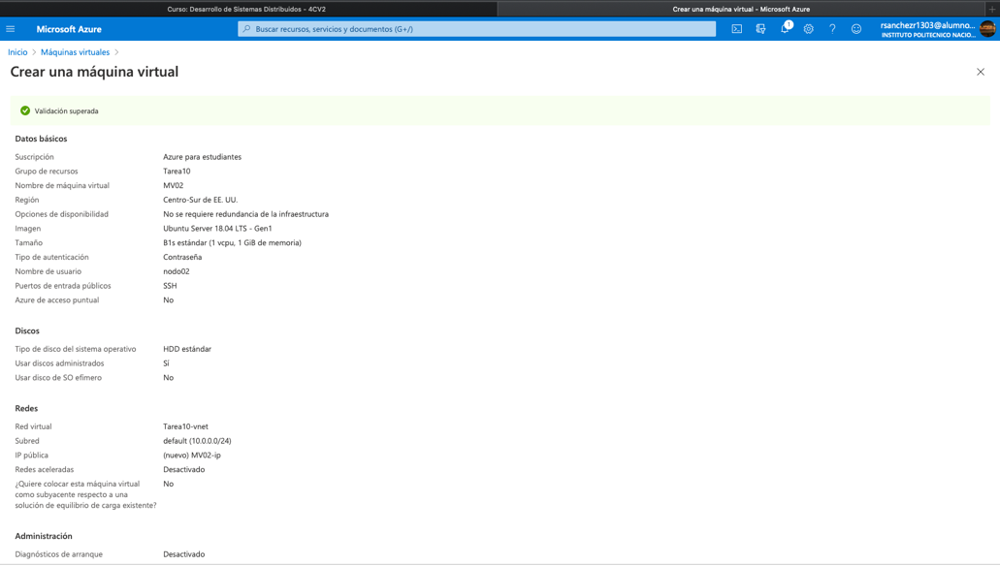 Curso: Desarrollo de Sistemas Distribuidos - 4CV2
Crear una máquina virtual - Microsoft Azure
Microsoft Azure
Buscar recursos, servicios y documentos (G+/)
1
rsanchezr1303@alumno...
INSTITUTO POLITECNICO NACIO...
Inicio > Máquinas virtuales >
Crear una máquina virtual
Validación superada
Datos básicos
Suscripción Azure para estudiantes
Grupo de recursos Tarea10
Nombre de máquina virtual MV02
Región Centro-Sur de EE. UU.
Opciones de disponibilidad No se requiere redundancia de la infraestructura
Imagen Ubuntu Server 18.04 LTS - Gen1
Tamaño B1s estándar (1 vcpu, 1 GiB de memoria)
Tipo de autenticación Contraseña
Nombre de usuario nodo02
Puertos de entrada públicos SSH
Azure de acceso puntual No
Discos
Tipo de disco del sistema operativo HDD estándar
Usar discos administrados Sí
Usar disco de SO efímero No
Redes
Red virtual Tarea10-vnet
Subred default (10.0.0.0/24)
IP pública (nuevo) MV02-ip
Redes aceleradas Desactivado
¿Quiere colocar esta máquina virtual No
como subyacente respecto a una
solución de equilibrio de carga existente?
Administración
Diagnósticos de arranque Desactivado